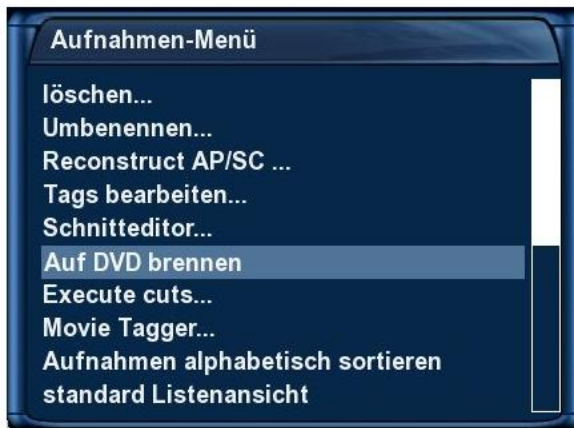 Aufnahmen-Menü
löschen...
Umbenennen...
Reconstruct AP/SC ...
Tags bearbeiten...
Schnitteditor...
Auf DVD brennen
Execute cuts...
Movie Tagger...
Aufnahmen alphabetisch sortieren
standard Listenansicht